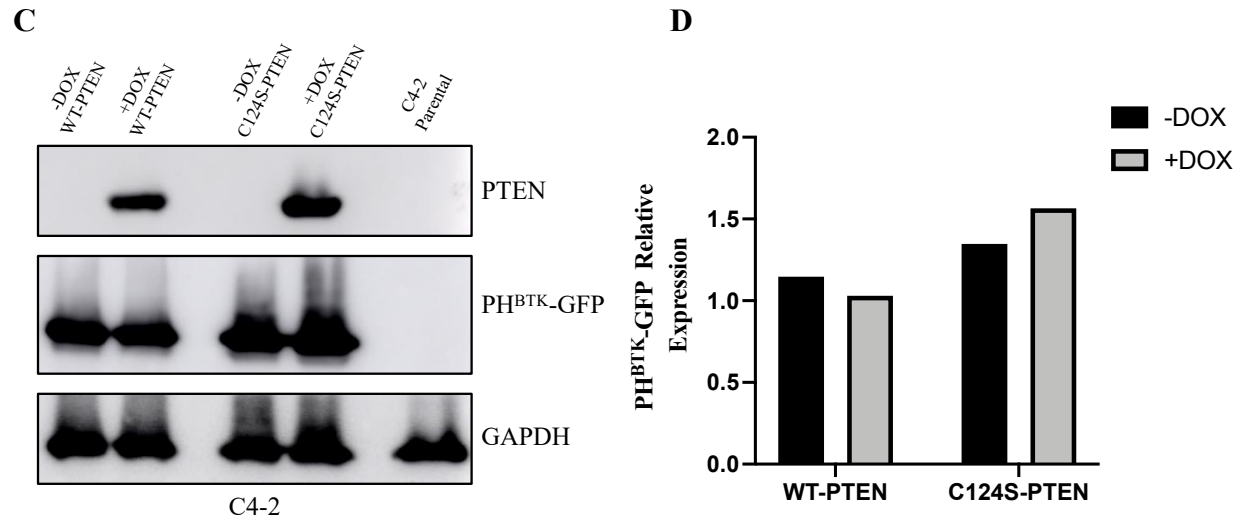 C
-DOX
WT-PTEN
+DOX
WT-PTEN
-DOX
C124S-PTEN
+DOX
C124S-PTEN
C4-2
Parental
PTEN
PHᴮᵀᴷ-GFP
GAPDH
C4-2
D
-DOX
+DOX
PHᴮᵀᴷ-GFP Relative
Expression
2.0
1.5
1.0
0.5
0.0
WT-PTEN
C124S-PTEN